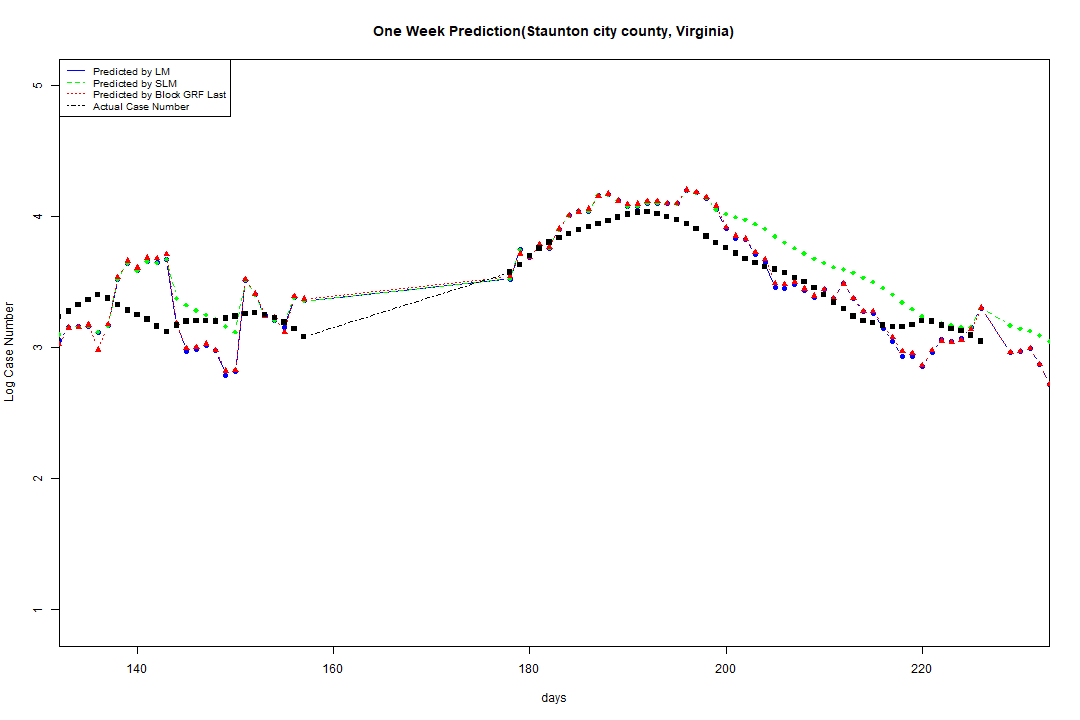 One Week Prediction(Staunton city county, Virginia)
Predicted by LM
Predicted by SLM
Predicted by Block GRF Last
Actual Case Number
5
4
3
2
1
Log Case Number
140
160
180
200
220
days